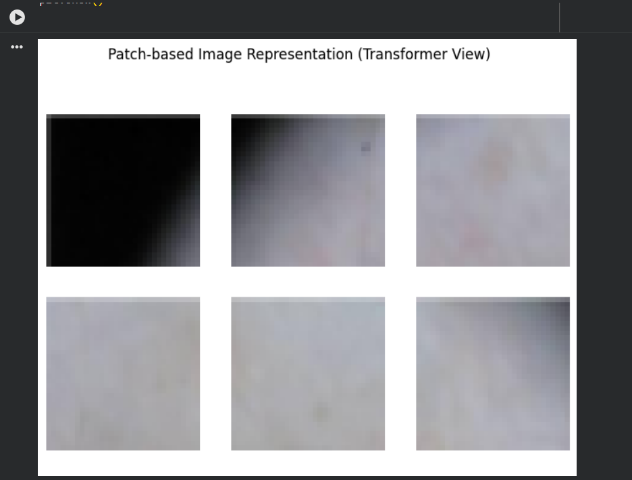 Patch-based Image Representation (Transformer View)